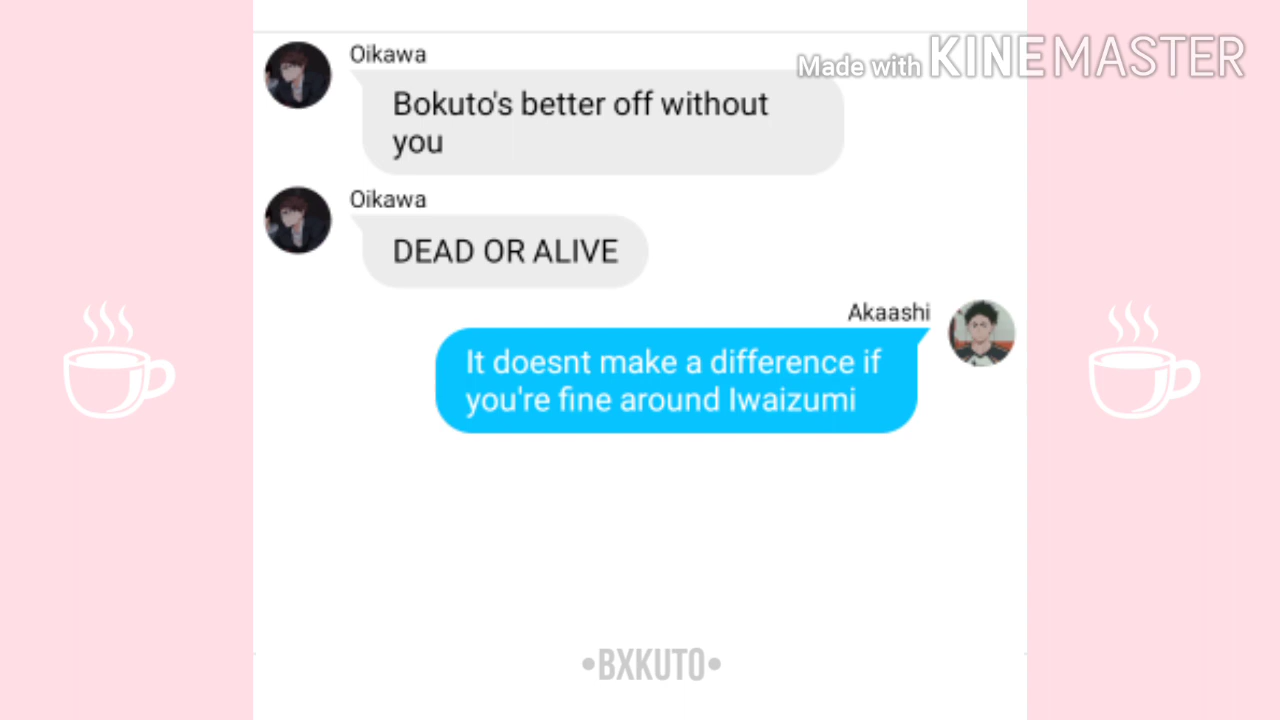 Oikawa
Made with KINEMASTER
Bokuto's better off without
you
Oikawa
DEAD OR ALIVE
Akaashi
It doesnt make a difference if
you're fine around Iwaizumi
•BXKUTO•